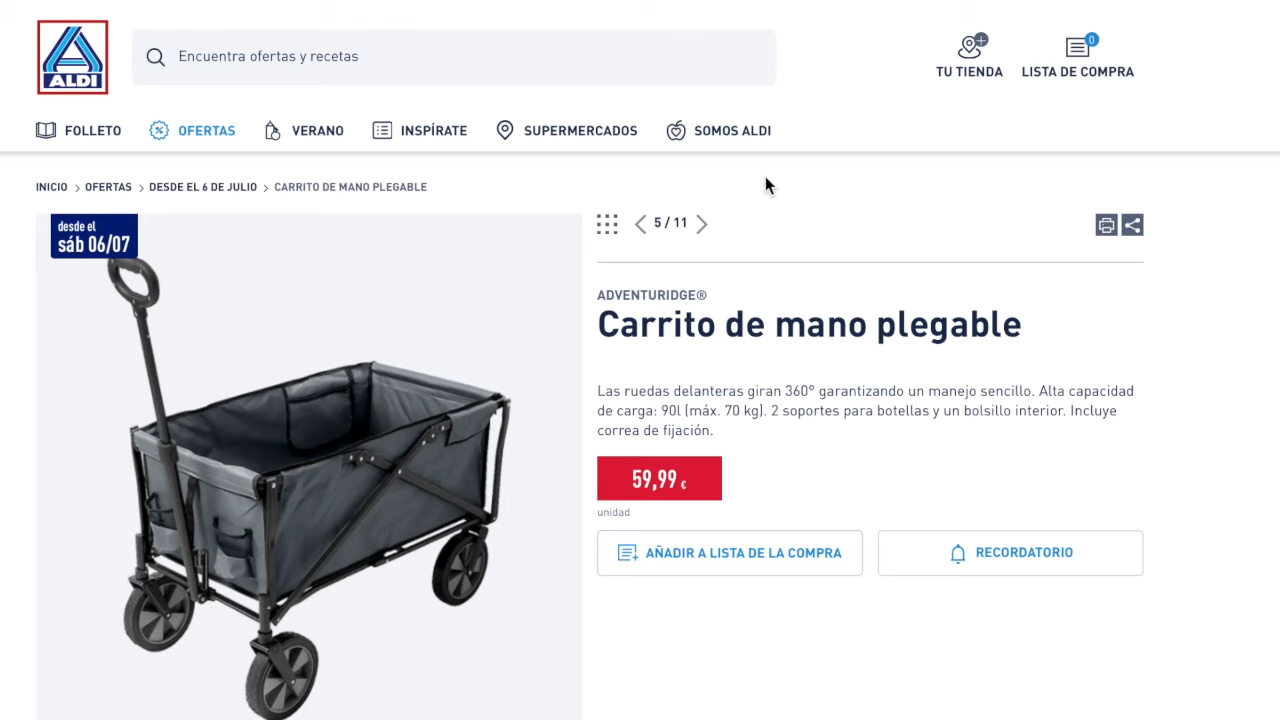 ALDI
Encuentra ofertas y recetas
TU TIENDA
0
LISTA DE COMPRA
FOLLETO
OFERTAS
VERANO
INSPÍRATE
SUPERMERCADOS
SOMOS ALDI
INICIO > OFERTAS > DESDE EL 6 DE JULIO > CARRITO DE MANO PLEGABLE
desde el
sáb 06/07
5 / 11
ADVENTURIDGE®
Carrito de mano plegable
Las ruedas delanteras giran 360° garantizando un manejo sencillo. Alta capacidad
de carga: 90l (máx. 70 kg). 2 soportes para botellas y un bolsillo interior. Incluye
correa de fijación.
59,99 €
unidad
AÑADIR A LISTA DE LA COMPRA
RECORDATORIO